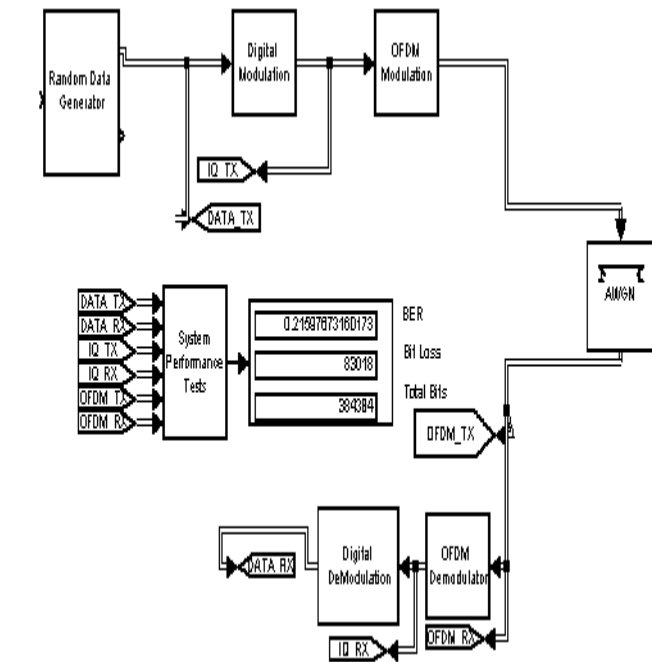 Random Data
Generator
Digital
Modulation
OFDM
Modulation
IQ_TX
DATA_TX
AWGN
DATA_TX
DATA_RX
IQ_TX
IQ_RX
OFDM_TX
OFDM_RX
System
Performance
Tests
0.21597673160173
83018
384384
BER
Bit Loss
Total Bits
OFDM_TX
DATA_RX
Digital
DeModulation
OFDM
Demodulator
IQ_RX
OFDM_RX